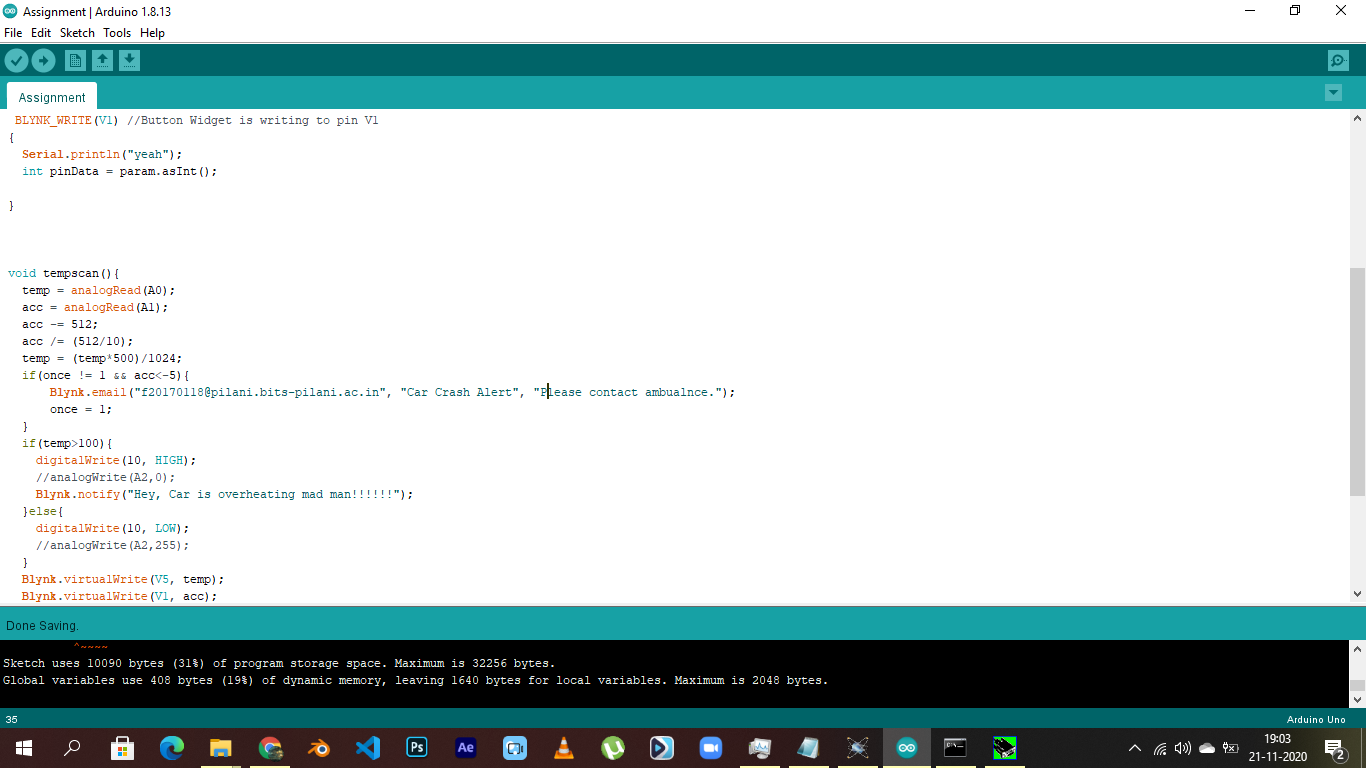 Assignment | Arduino 1.8.13
File Edit Sketch Tools Help
Assignment
BLYNK_WRITE(V1) //Button Widget is writing to pin V1
{
Serial.println("yeah");
int pinData = param.asInt();
}
void tempscan(){
temp = analogRead(A0);
acc = analogRead(A1);
acc -= 512;
acc /= (512/10);
temp = (temp*500)/1024;
if(once != 1 && acc<-5){
Blynk.email("f20170118@pilani.bits-pilani.ac.in", "Car Crash Alert", "Please contact ambualnce.");
once = 1;
}
if(temp>100){
digitalWrite(10, HIGH);
//analogWrite(A2,0);
Blynk.notify("Hey, Car is overheating mad man!!!!!!");
}else{
digitalWrite(10, LOW);
//analogWrite(A2,255);
}
Blynk.virtualWrite(V5, temp);
Blynk.virtualWrite(V1, acc);
Done Saving.
^~~~~
Sketch uses 10090 bytes (31%) of program storage space. Maximum is 32256 bytes.
Global variables use 408 bytes (19%) of dynamic memory, leaving 1640 bytes for local variables. Maximum is 2048 bytes.
35 Arduino Uno
Ps Ae
19:03
21-11-2020
2